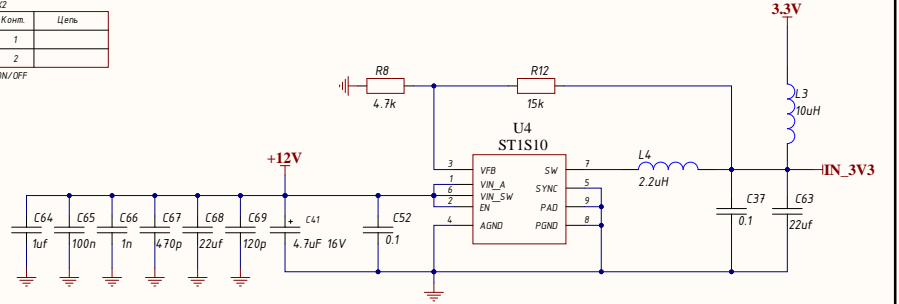 X2
Конт. Цепь
1
2
ON/OFF
3.3V
R8
4.7k
R12
15k
L3
10uH
U4
ST1S10
+12V
3 VFB SW 7
1 VIN_A
6 VIN_SW SYNC 5
2 EN PAD 9
4 AGND PGND 8
L4
2.2uH
IN_3V3
C64
1uf
C65
100n
C66
1n
C67
470p
C68
22uf
C69
120p
+ C41
4.7uF 16V
C52
0.1
C37
0.1
C63
22uf